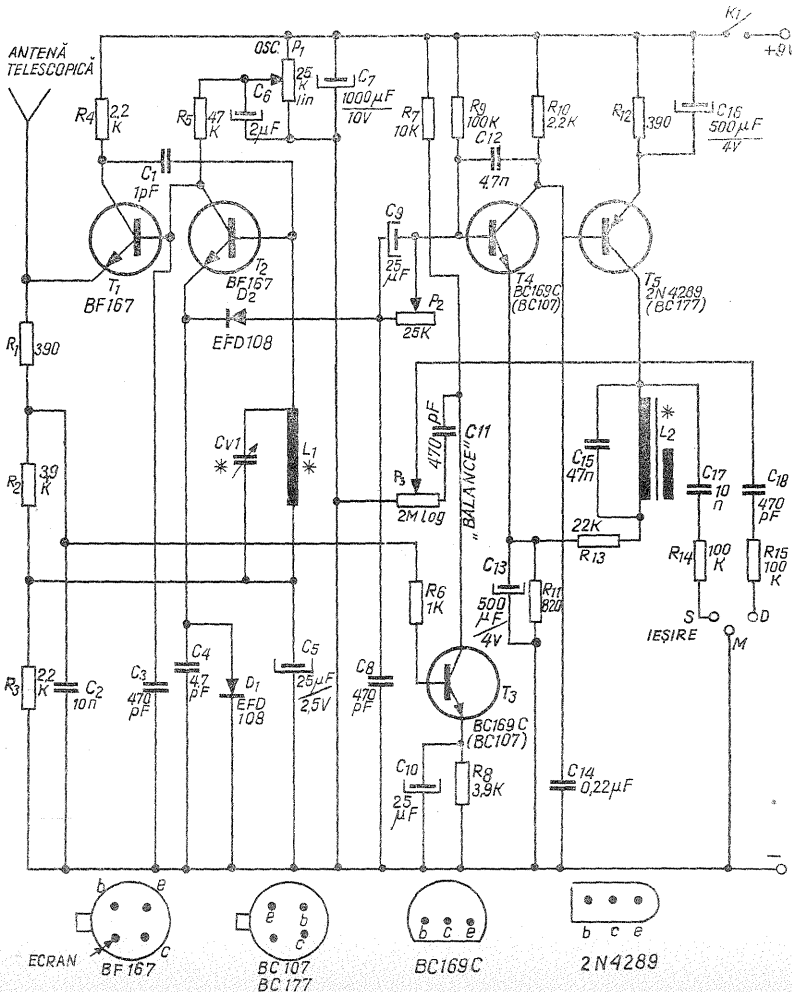 K1
+9V
ANTENĂ
TELESCOPICĂ
OSC.
P1
25
K
lin
R4
2,2
K
R5
47
K
C6
2µF
C7
1000µF
10V
R7
10K
R9
100K
C12
4,7n
R10
2,2K
R12
390
C16
500µF
4V
C1
1pF
T1
BF167
T2
BF167
D2
EFD108
C9
25
µF
P2
25K
T4
BC169C
(BC107)
T5
2N4289
(BC177)
R1
390
R2
3,9
K
Cv1
*
L1
*
470pF
C11
"BALANCE"
P3
2M log
C15
47n
*
L2
C17
10
n
C18
470
pF
22K
R13
R14
100
K
R15
100
K
S
D
M
IEȘIRE
R6
1K
C13
500
µF
4V
R11
820
R3
2,2
K
C2
10n
C3
470
pF
C4
47
pF
D1
EFD
108
C5
25µF
2,5V
C8
470
pF
T3
BC169C
(BC107)
C10
25
µF
R8
3,9K
C14
0,22µF
−
b
e
c
ECRAN
BF167
e
b
c
BC107
BC177
b c e
BC169C
b c e
2N4289